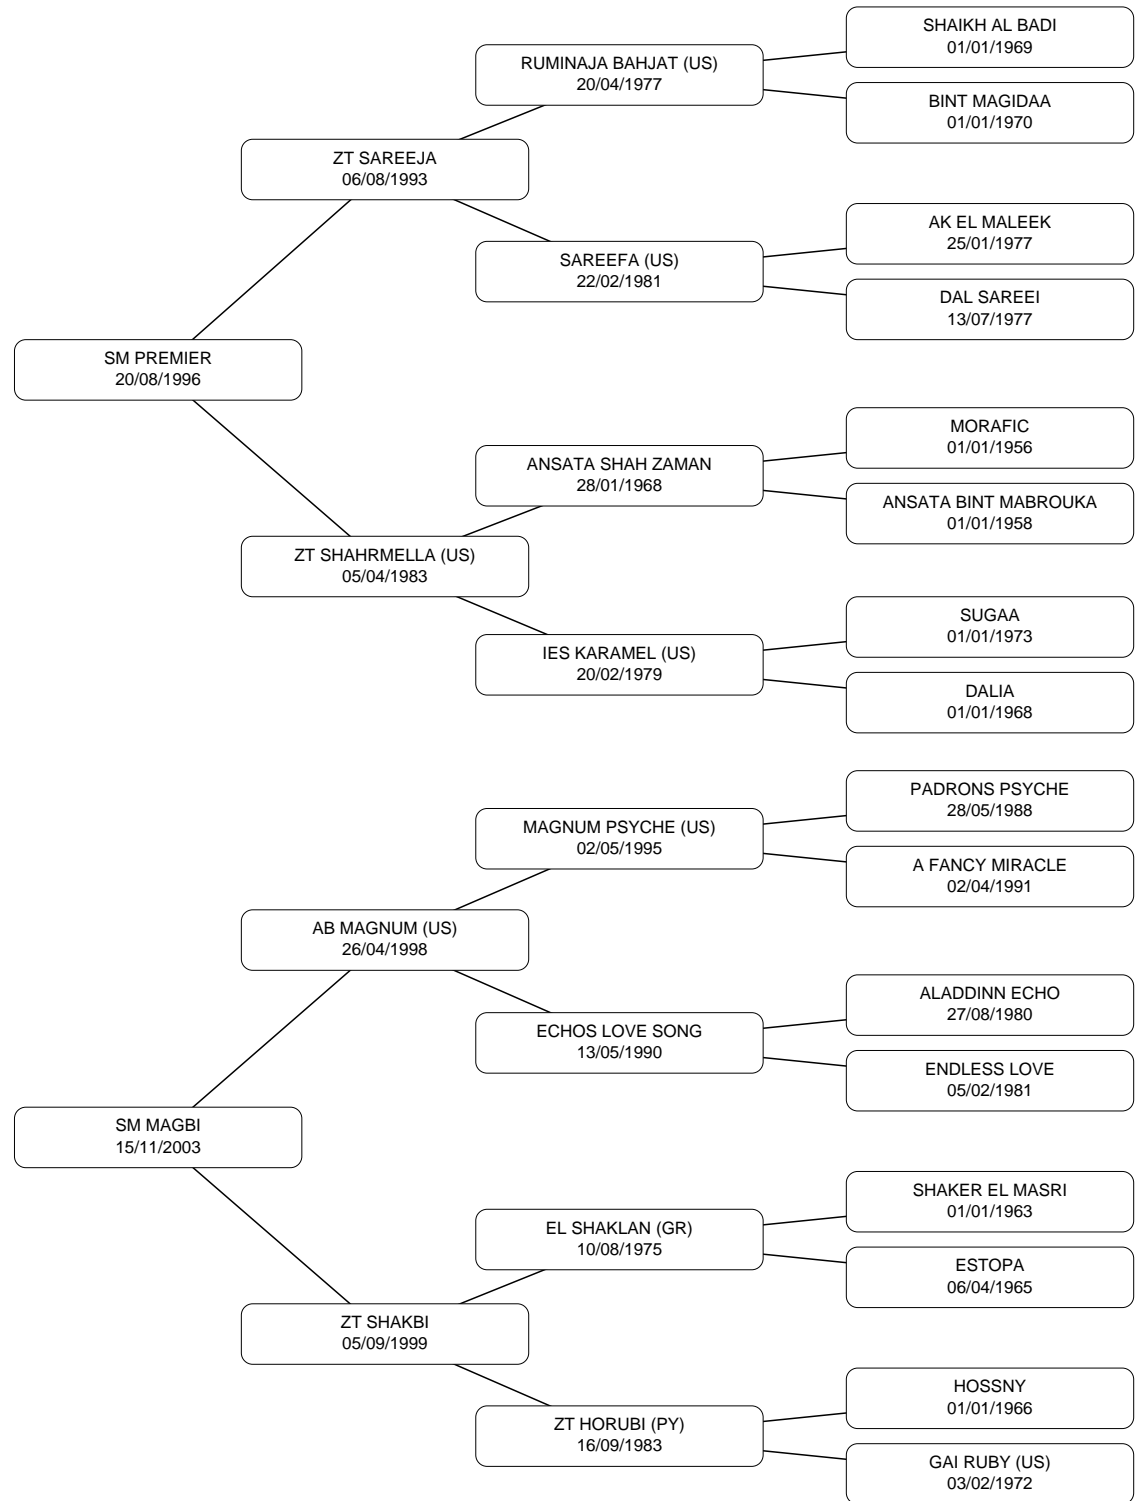 SHAIKH AL BADI
01/01/1969
RUMINAJA BAHJAT (US)
20/04/1977
BINT MAGIDAA
01/01/1970
ZT SAREEJA
06/08/1993
AK EL MALEEK
25/01/1977
SAREEFA (US)
22/02/1981
DAL SAREEI
13/07/1977
SM PREMIER
20/08/1996
MORAFIC
01/01/1956
ANSATA SHAH ZAMAN
28/01/1968
ANSATA BINT MABROUKA
01/01/1958
ZT SHAHRMELLA (US)
05/04/1983
SUGAA
01/01/1973
IES KARAMEL (US)
20/02/1979
DALIA
01/01/1968
PADRONS PSYCHE
28/05/1988
MAGNUM PSYCHE (US)
02/05/1995
A FANCY MIRACLE
02/04/1991
AB MAGNUM (US)
26/04/1998
ALADDINN ECHO
27/08/1980
ECHOS LOVE SONG
13/05/1990
ENDLESS LOVE
05/02/1981
SM MAGBI
15/11/2003
SHAKER EL MASRI
01/01/1963
EL SHAKLAN (GR)
10/08/1975
ESTOPA
06/04/1965
ZT SHAKBI
05/09/1999
HOSSNY
01/01/1966
ZT HORUBI (PY)
16/09/1983
GAI RUBY (US)
03/02/1972